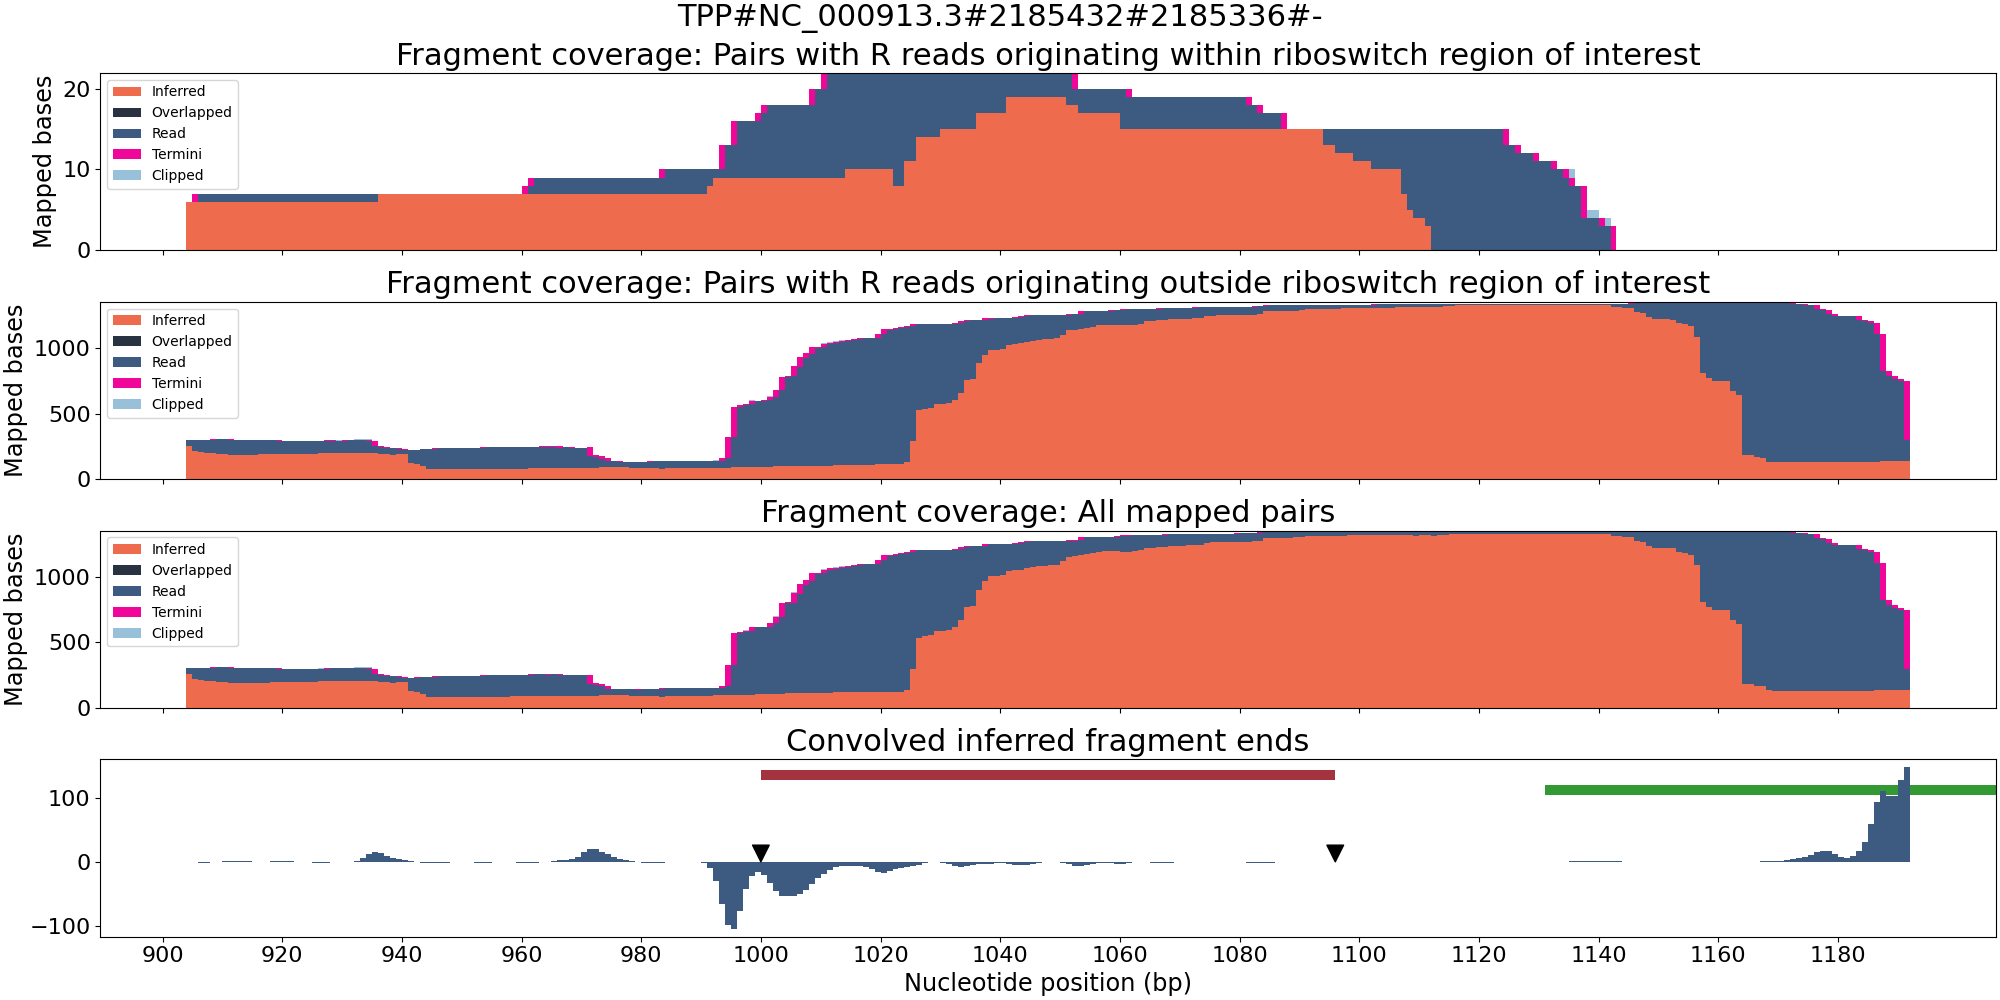 TPP#NC_000913.3#2185432#2185336#-
Fragment coverage: Pairs with R reads originating within riboswitch region of interest
Mapped bases
20
10
0
Inferred
Overlapped
Read
Termini
Clipped
Fragment coverage: Pairs with R reads originating outside riboswitch region of interest
Mapped bases
1000
500
0
Inferred
Overlapped
Read
Termini
Clipped
Fragment coverage: All mapped pairs
Mapped bases
1000
500
0
Inferred
Overlapped
Read
Termini
Clipped
Convolved inferred fragment ends
100
0
−100
900 920 940 960 980 1000 1020 1040 1060 1080 1100 1120 1140 1160 1180
Nucleotide position (bp)